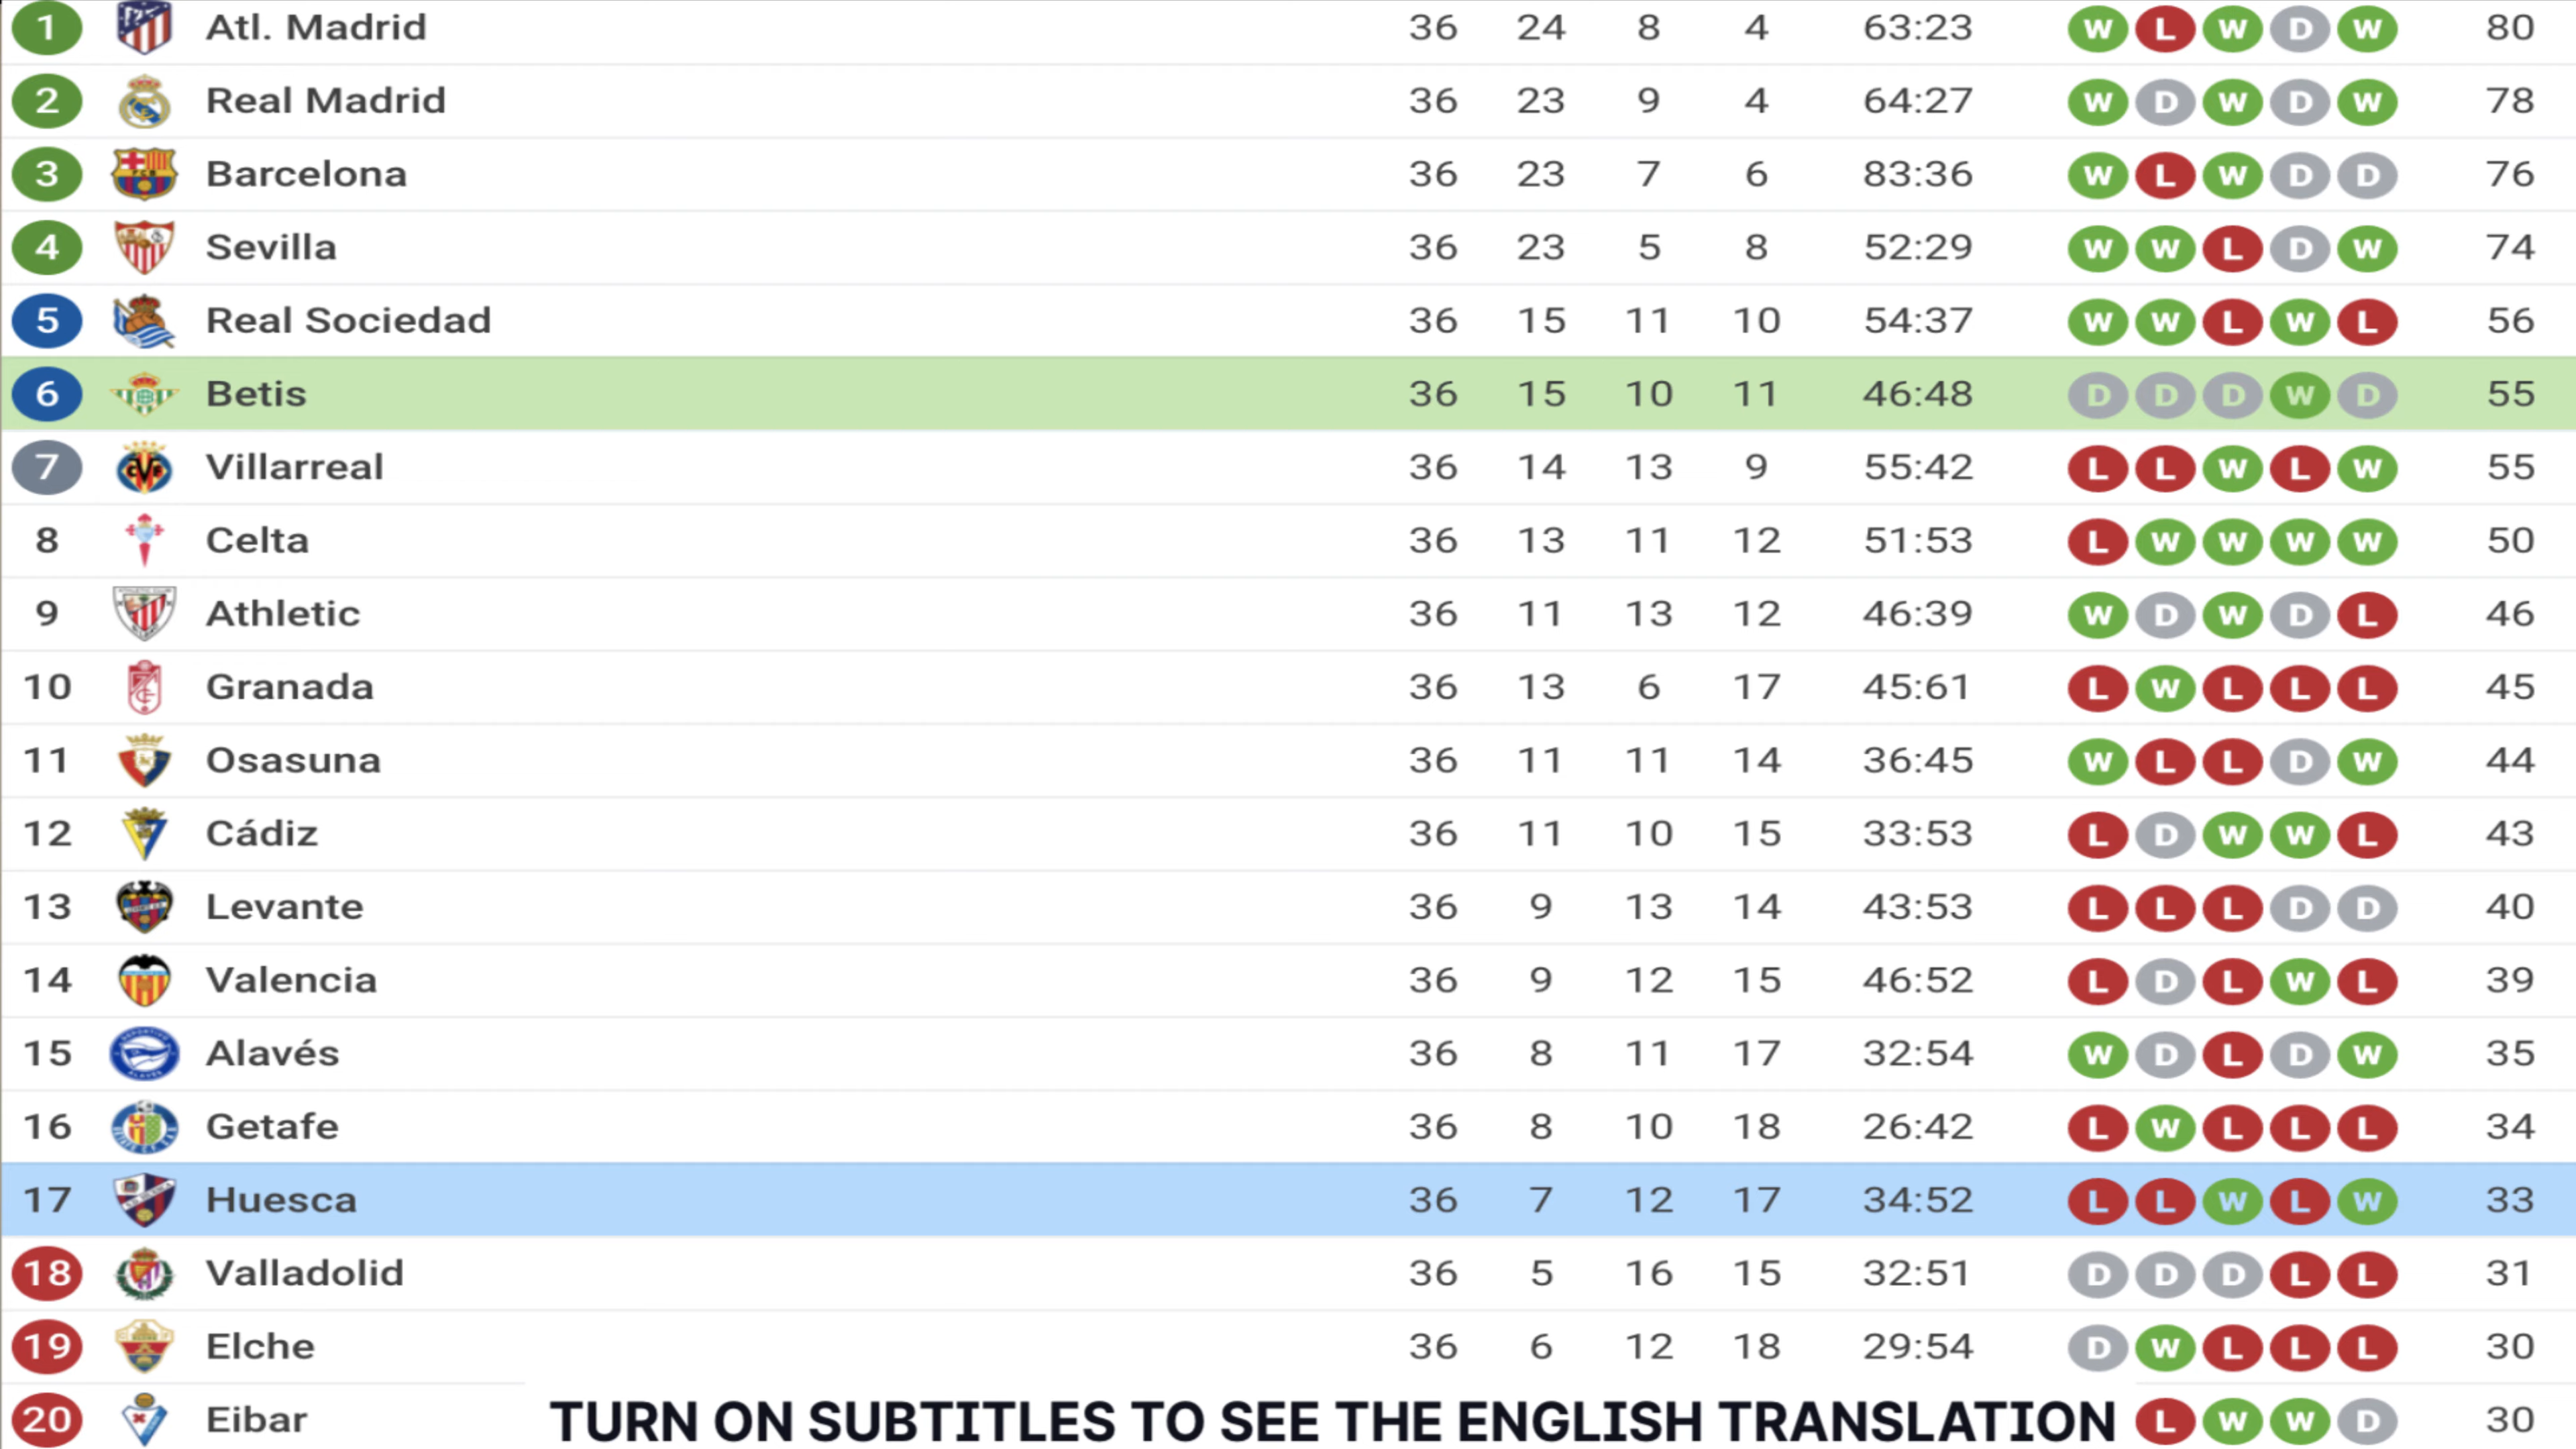 1 Atl. Madrid 36 24 8 4 63:23 W L W D W 80
2 Real Madrid 36 23 9 4 64:27 W D W D W 78
3 Barcelona 36 23 7 6 83:36 W L W D D 76
4 Sevilla 36 23 5 8 52:29 W W L D W 74
5 Real Sociedad 36 15 11 10 54:37 W W L W L 56
6 Betis 36 15 10 11 46:48 D D D W D 55
7 Villarreal 36 14 13 9 55:42 L L W L W 55
8 Celta 36 13 11 12 51:53 L W W W W 50
9 Athletic 36 11 13 12 46:39 W D W D L 46
10 Granada 36 13 6 17 45:61 L W L L L 45
11 Osasuna 36 11 11 14 36:45 W L L D W 44
12 Cádiz 36 11 10 15 33:53 L D W W L 43
13 Levante 36 9 13 14 43:53 L L L D D 40
14 Valencia 36 9 12 15 46:52 L D L W L 39
15 Alavés 36 8 11 17 32:54 W D L D W 35
16 Getafe 36 8 10 18 26:42 L W L L L 34
17 Huesca 36 7 12 17 34:52 L L W L W 33
18 Valladolid 36 5 16 15 32:51 D D D L L 31
19 Elche 36 6 12 18 29:54 D W L L L 30
20 Eibar TURN ON SUBTITLES TO SEE THE ENGLISH TRANSLATION L W W D 30